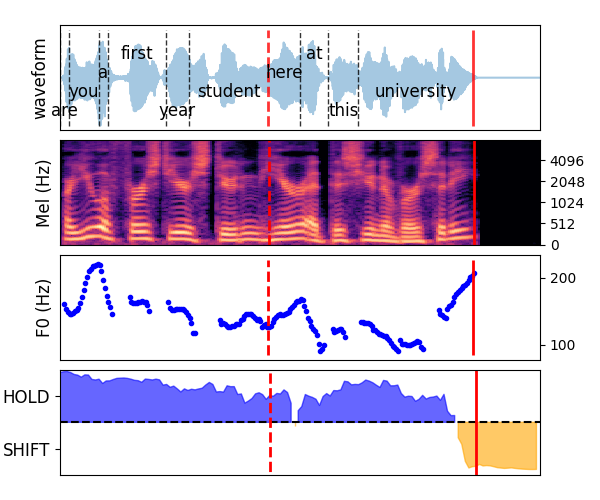 waveform
are you a first year student here at this university
Mel (Hz)
4096
2048
1024
512
0
F0 (Hz)
200
100
HOLD
SHIFT